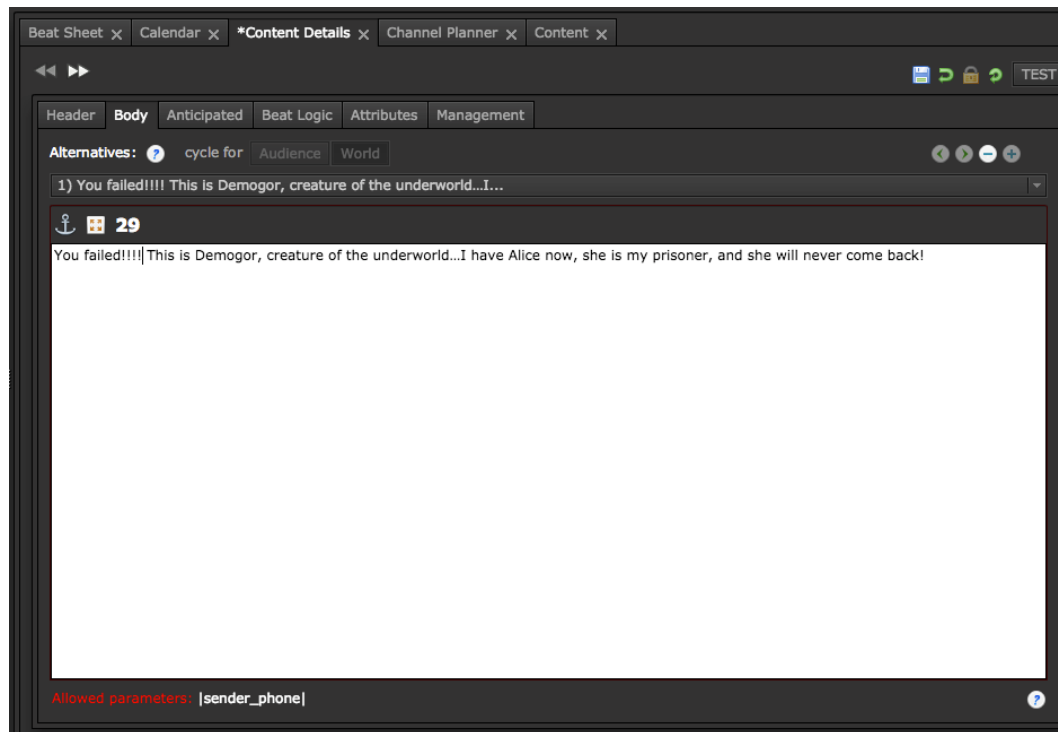 Beat Sheet x Calendar x *Content Details x Channel Planner x Content x
TEST
Header Body Anticipated Beat Logic Attributes Management
Alternatives: ? cycle for Audience World
1) You failed!!!! This is Demogor, creature of the underworld...I...
29
You failed!!!! This is Demogor, creature of the underworld...I have Alice now, she is my prisoner, and she will never come back!
Allowed parameters: |sender_phone| ?